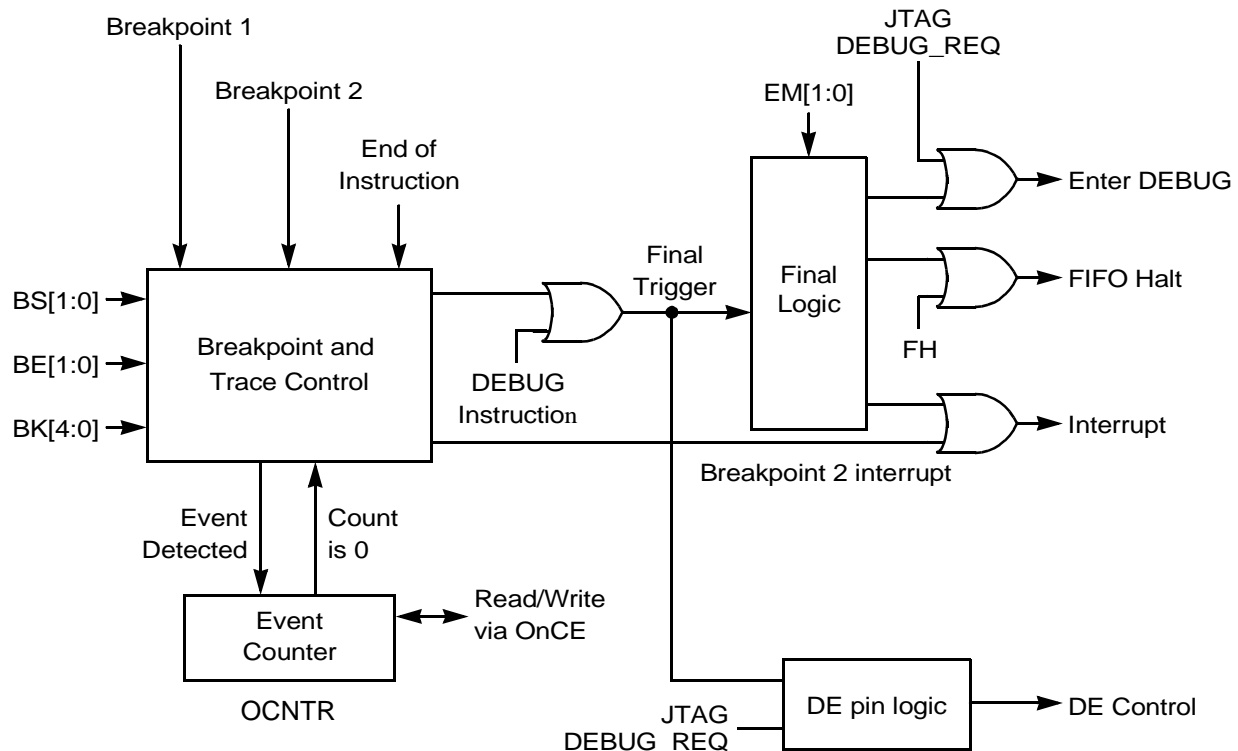 Breakpoint 1
Breakpoint 2
End of
Instruction
JTAG
DEBUG_REQ
EM[1:0]
Enter DEBUG
Final
Trigger
Final
Logic
FIFO Halt
FH
BS[1:0]
BE[1:0]
BK[4:0]
Breakpoint and
Trace Control
DEBUG
Instruction
Interrupt
Breakpoint 2 interrupt
Event
Detected
Count
is 0
Event
Counter
Read/Write
via OnCE
OCNTR
JTAG
DEBUG_REQ
DE pin logic
DE Control